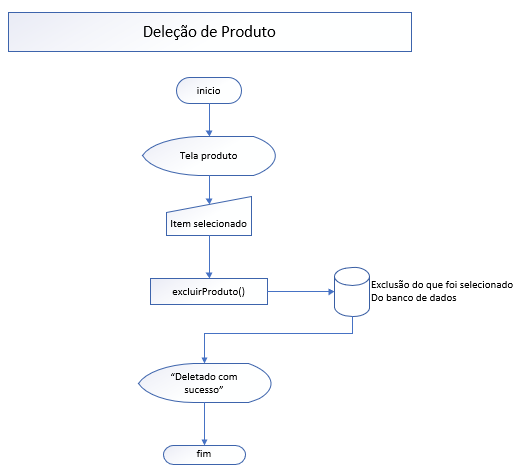 Deleção de Produto
inicio
Tela produto
Item selecionado
excluirProduto()
Exclusão do que foi selecionado
Do banco de dados
“Deletado com
sucesso”
fim